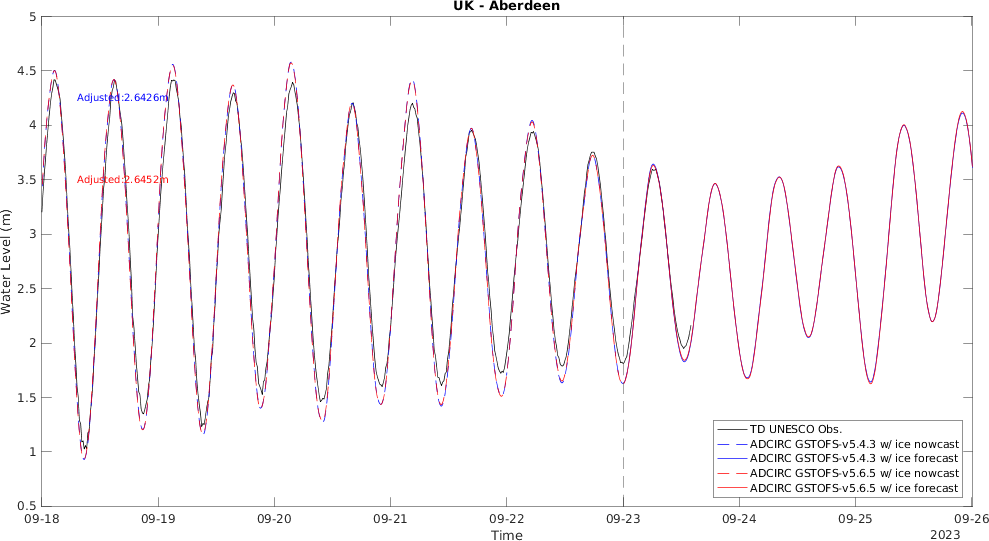 UK - Aberdeen
5
4.5
4
3.5
3
2.5
2
1.5
1
0.5
Water Level (m)
Adjusted:2.6426m
Adjusted:2.6452m
TD UNESCO Obs.
ADCIRC GSTOFS-v5.4.3 w/ ice nowcast
ADCIRC GSTOFS-v5.4.3 w/ ice forecast
ADCIRC GSTOFS-v5.6.5 w/ ice nowcast
ADCIRC GSTOFS-v5.6.5 w/ ice forecast
09-18 09-19 09-20 09-21 09-22 09-23 09-24 09-25 09-26
Time
2023